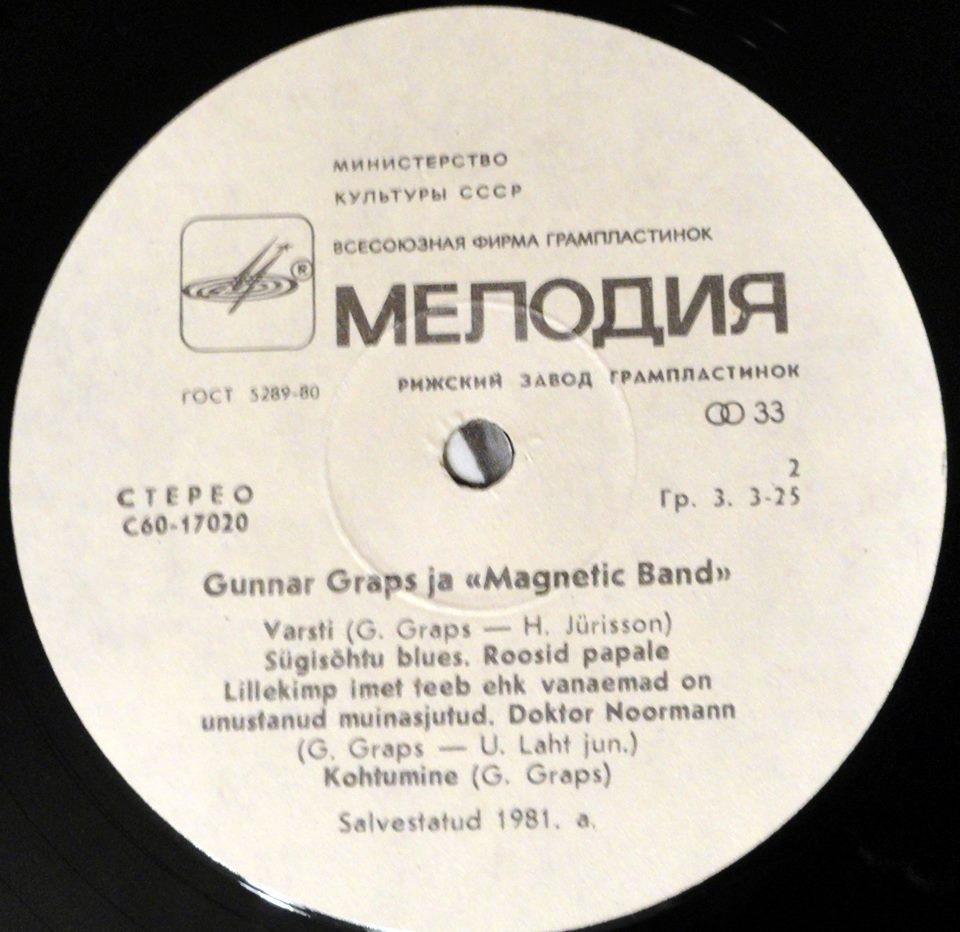 МИНИСТЕРСТВО
КУЛЬТУРЫ СССР
ВСЕСОЮЗНАЯ ФИРМА ГРАМПЛАСТИНОК
®
МЕЛОДИЯ
ГОСТ 5289-80
РИЖСКИЙ ЗАВОД ГРАМПЛАСТИНОК
33
СТЕРЕО
С60-17020
2
Гр. 3. 3-25
Gunnar Graps ja «Magnetic Band»
Varsti (G. Graps — H. Jürisson)
Sügisõhtu blues. Roosid papale
Lillekimp imet teeb ehk vanaemad on
unustanud muinasjutud. Doktor Noormann
(G. Graps — U. Laht jun.)
Kohtumine (G. Graps)
Salvestatud 1981. a.